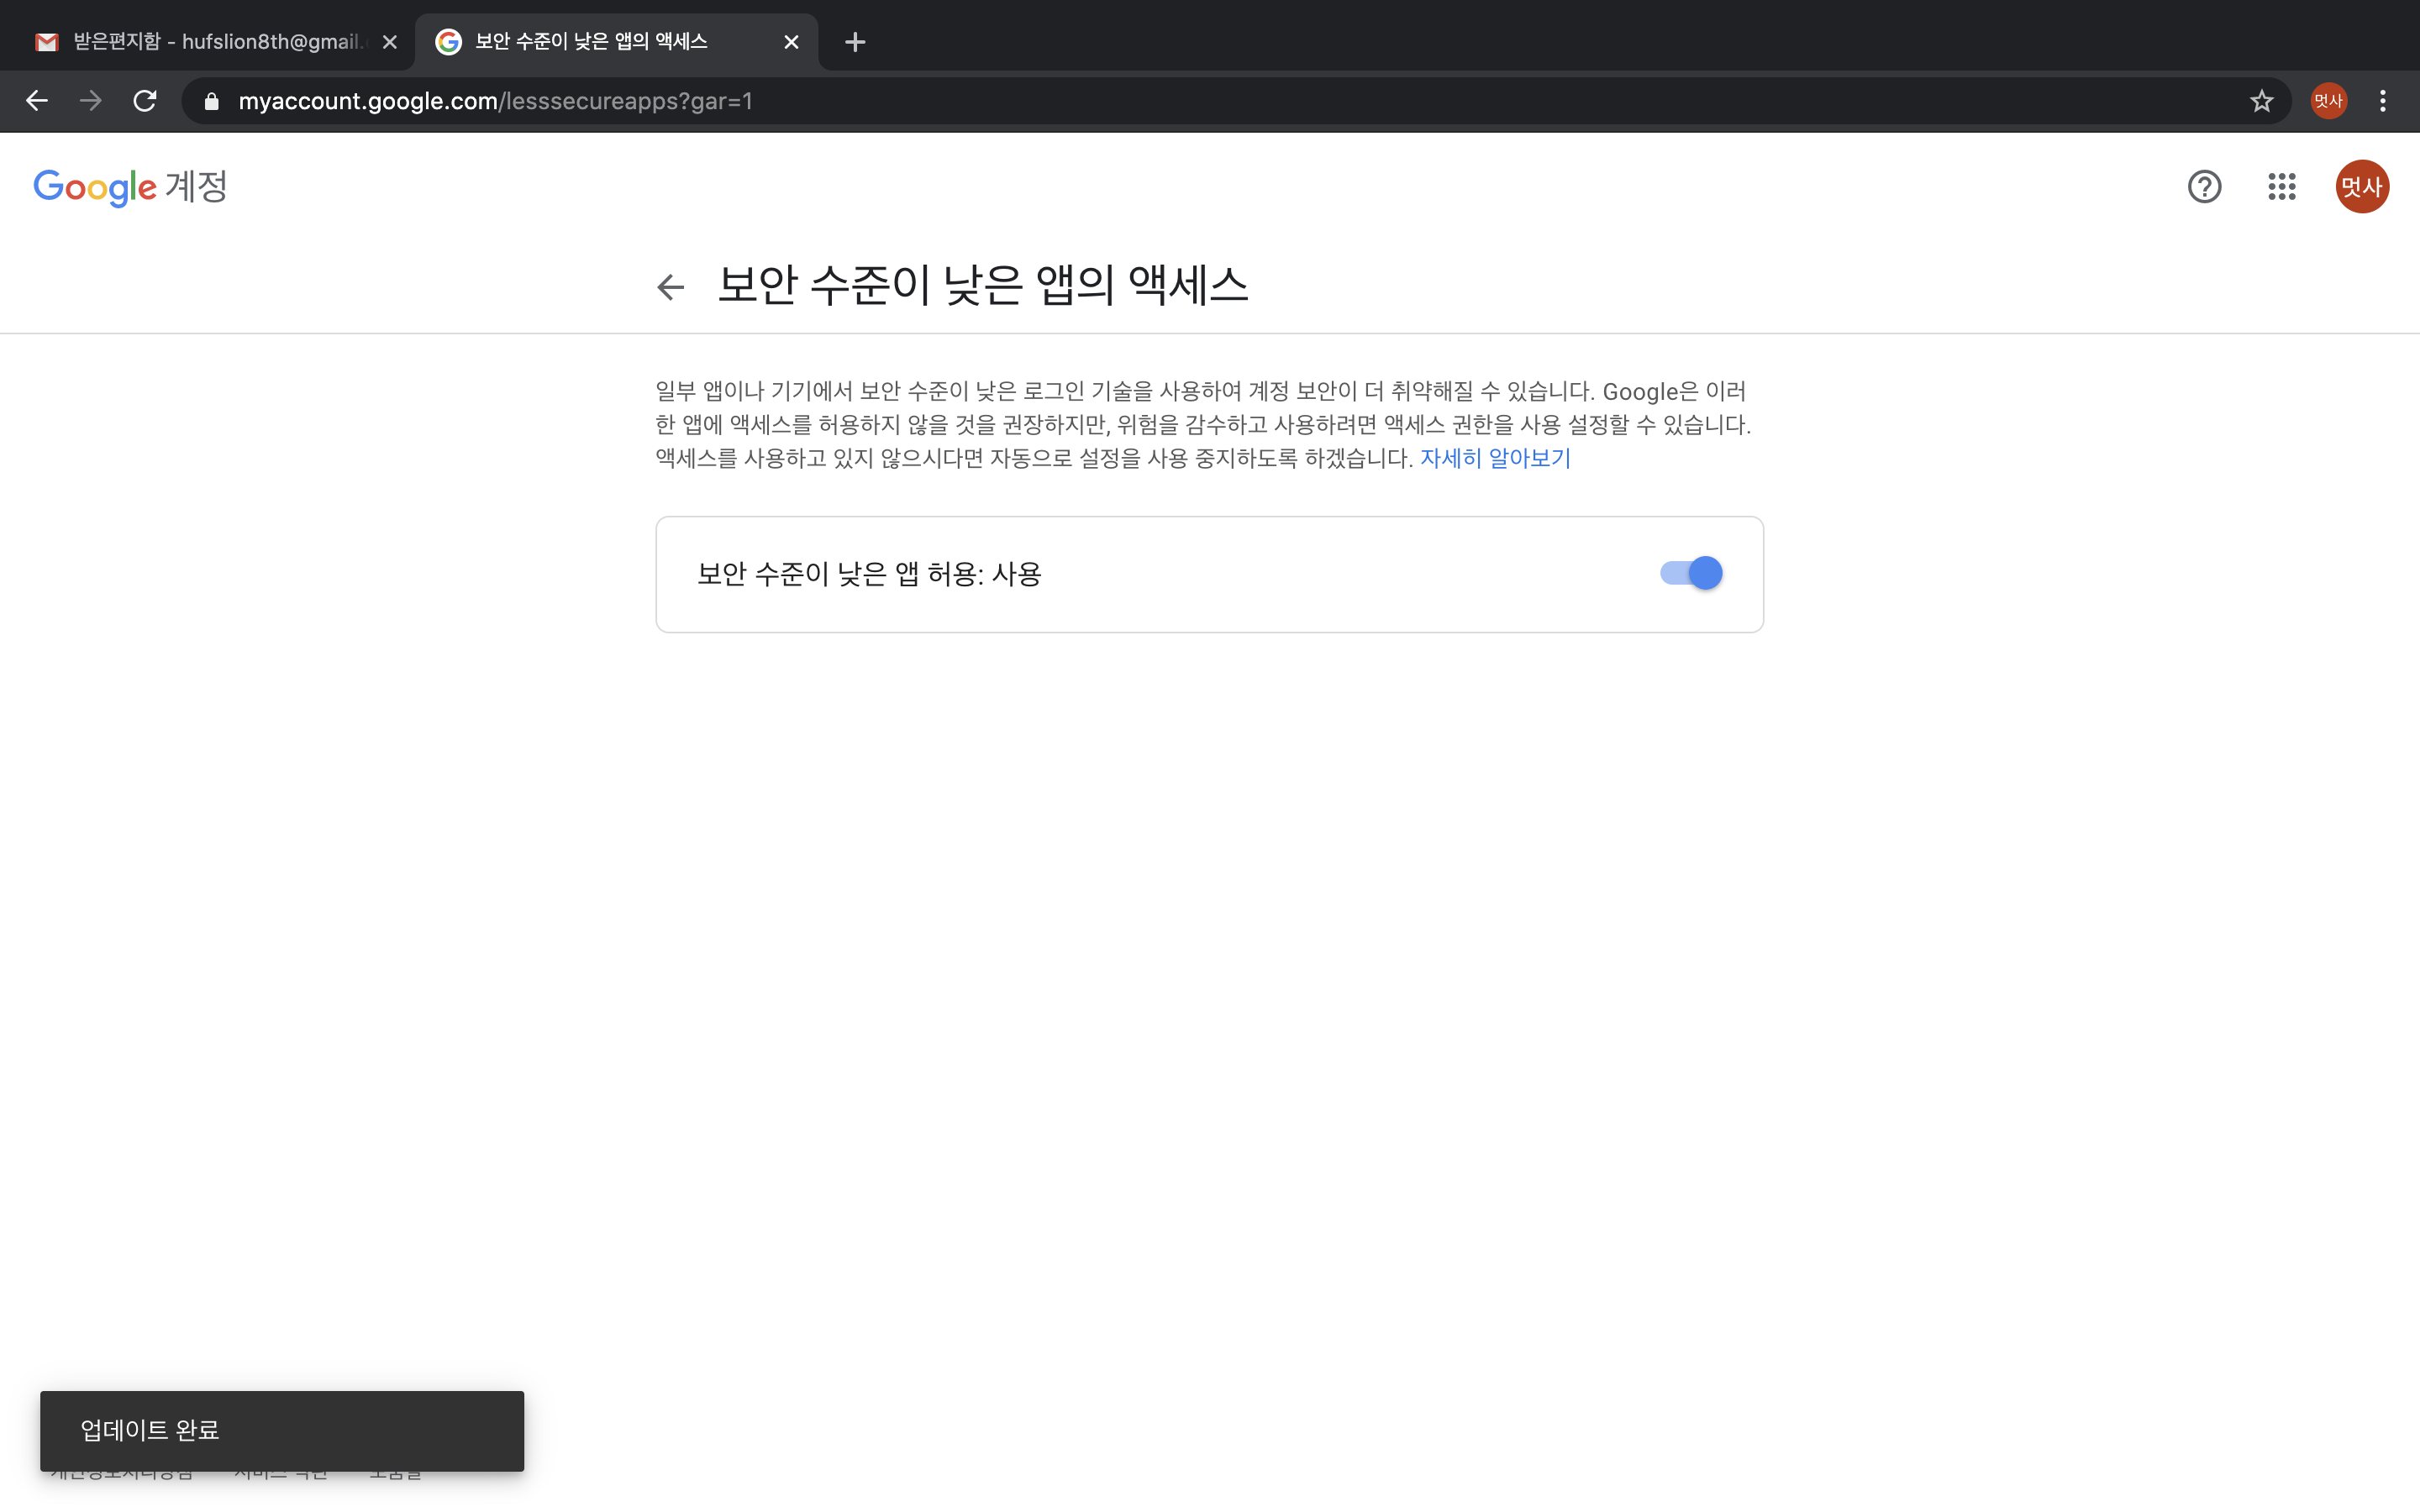 받은편지함 - hufslion8th@gmail.
보안 수준이 낮은 앱의 액세스
myaccount.google.com/lesssecureapps?gar=1
멋사
Google 계정
멋사
보안 수준이 낮은 앱의 액세스
일부 앱이나 기기에서 보안 수준이 낮은 로그인 기술을 사용하여 계정 보안이 더 취약해질 수 있습니다. Google은 이러
한 앱에 액세스를 허용하지 않을 것을 권장하지만, 위험을 감수하고 사용하려면 액세스 권한을 사용 설정할 수 있습니다.
액세스를 사용하고 있지 않으시다면 자동으로 설정을 사용 중지하도록 하겠습니다. 자세히 알아보기
보안 수준이 낮은 앱 허용: 사용
업데이트 완료